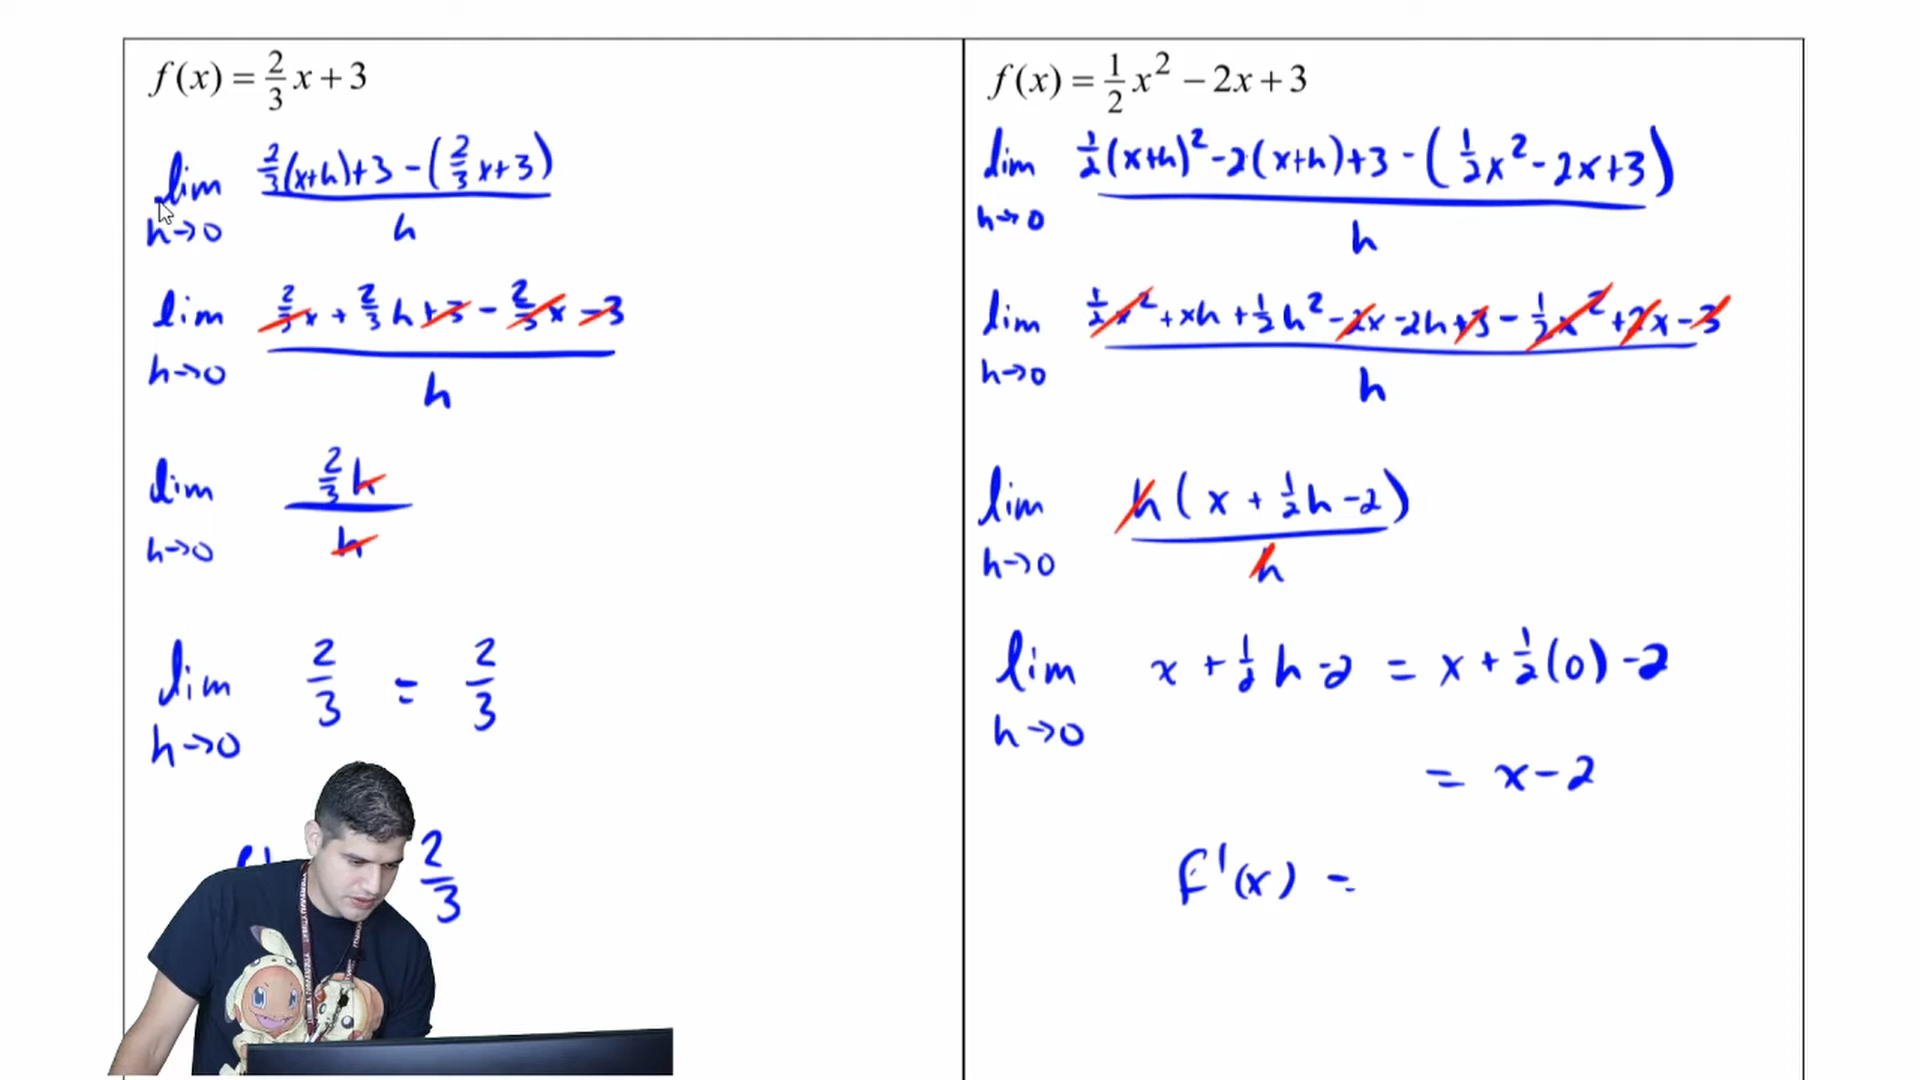 f(x) = 2/3 x + 3
lim h→0 (2/3(x+h)+3 - (2/3 x+3)) / h
lim h→0 (2/3 x + 2/3 h + 3 - 2/3 x - 3) / h
lim h→0 (2/3 h) / h
lim h→0 2/3 = 2/3
2/3
f(x) = 1/2 x² - 2x + 3
lim h→0 (1/2 (x+h)² - 2(x+h) + 3 - (1/2 x² - 2x + 3)) / h
lim h→0 (1/2 x² + xh + 1/2 h² - 2x - 2h + 3 - 1/2 x² + 2x - 3) / h
lim h→0 h(x + 1/2 h - 2) / h
lim h→0 x + 1/2 h - 2 = x + 1/2 (0) - 2
= x - 2
f'(x) =